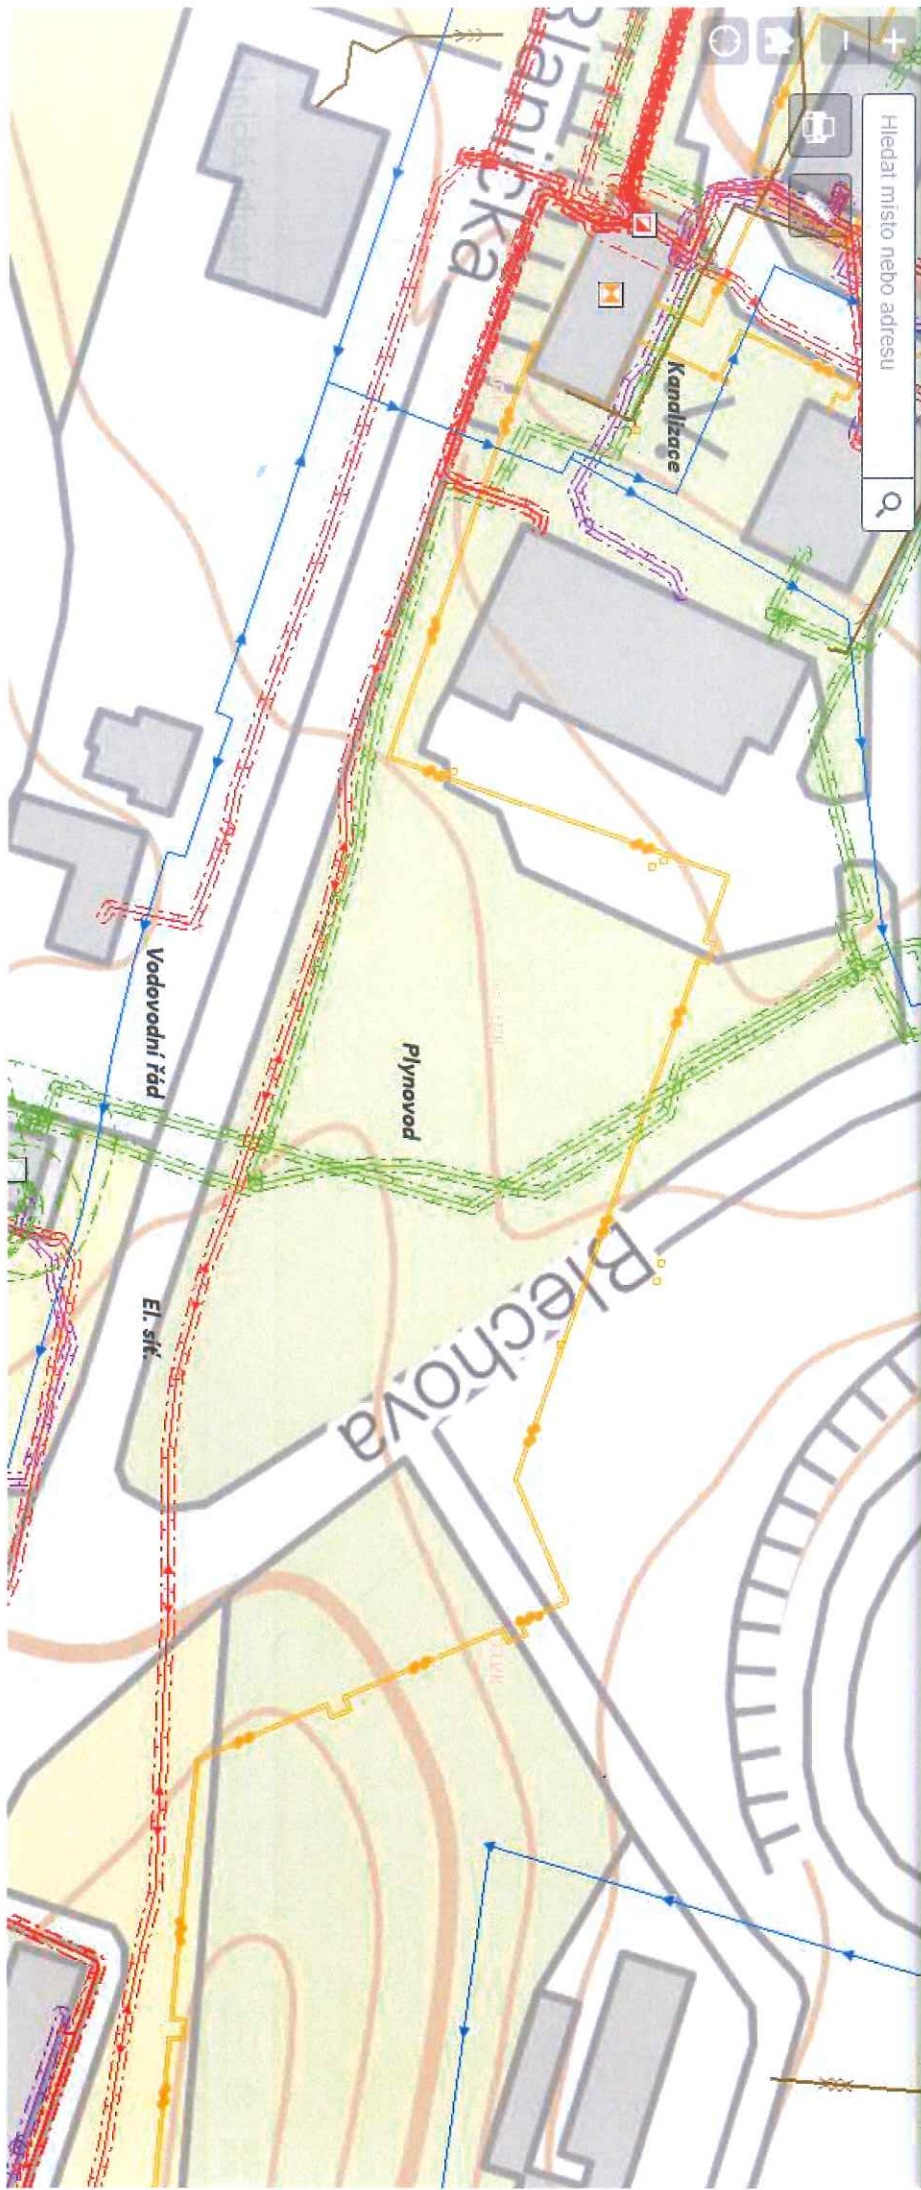 Hledat místo nebo adresu
Blanická
Kanalizace
Vodovodní řád
Plynovod
Blechova
El. síť.